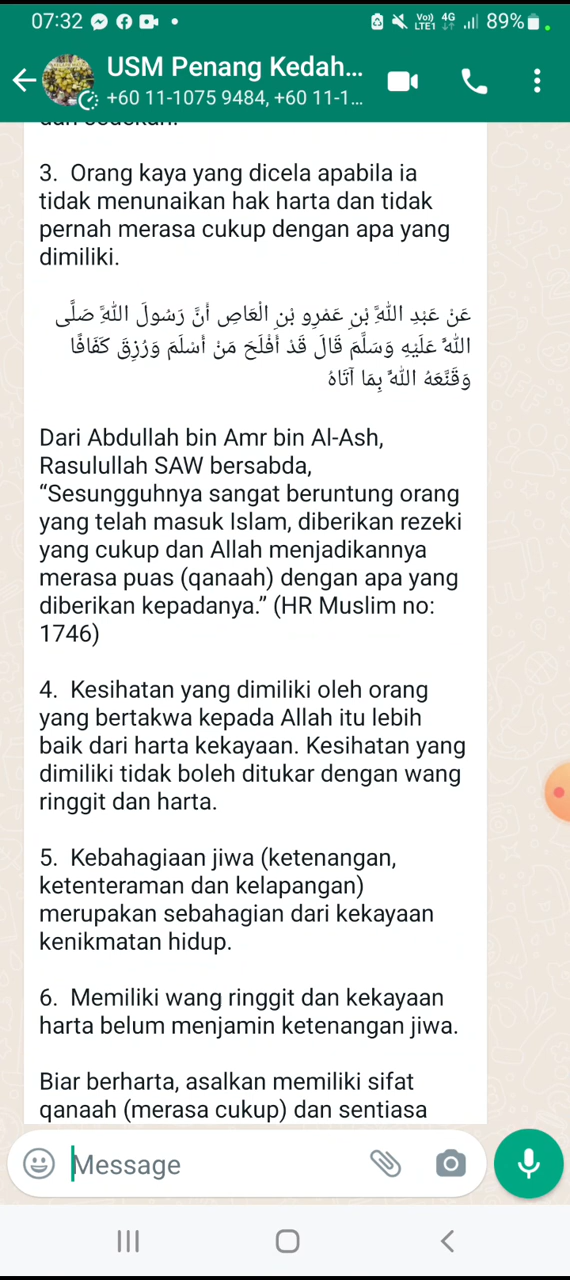 07:32
Vo)) 4G
LTE1
89%
USM Penang Kedah...
+60 11-1075 9484, +60 11-1...
dan sedekah.
3. Orang kaya yang dicela apabila ia
tidak menunaikan hak harta dan tidak
pernah merasa cukup dengan apa yang
dimiliki.
عَنْ عَبْدِ اللَّهِ بْنِ عَمْرِو بْنِ الْعَاصِ أَنَّ رَسُولَ اللَّهِ صَلَّى
اللَّهُ عَلَيْهِ وَسَلَّمَ قَالَ قَدْ أَفْلَحَ مَنْ أَسْلَمَ وَرُزِقَ كَفَافًا
وَقَنَّعَهُ اللَّهُ بِمَا آتَاهُ
Dari Abdullah bin Amr bin Al-Ash,
Rasulullah SAW bersabda,
“Sesungguhnya sangat beruntung orang
yang telah masuk Islam, diberikan rezeki
yang cukup dan Allah menjadikannya
merasa puas (qanaah) dengan apa yang
diberikan kepadanya.” (HR Muslim no:
1746)
4. Kesihatan yang dimiliki oleh orang
yang bertakwa kepada Allah itu lebih
baik dari harta kekayaan. Kesihatan yang
dimiliki tidak boleh ditukar dengan wang
ringgit dan harta.
5. Kebahagiaan jiwa (ketenangan,
ketenteraman dan kelapangan)
merupakan sebahagian dari kekayaan
kenikmatan hidup.
6. Memiliki wang ringgit dan kekayaan
harta belum menjamin ketenangan jiwa.
Biar berharta, asalkan memiliki sifat
qanaah (merasa cukup) dan sentiasa
Message